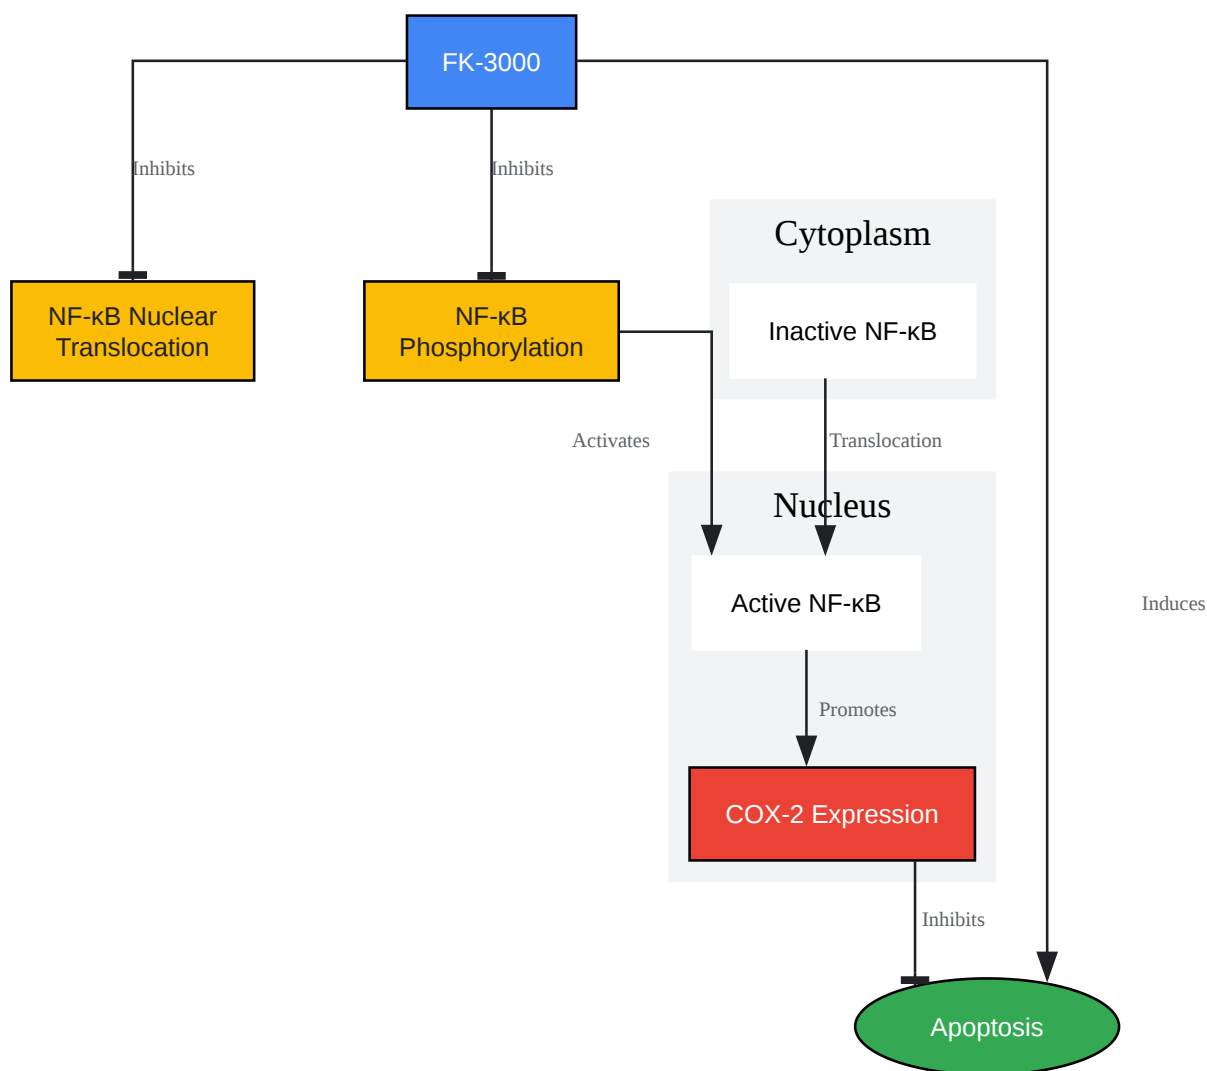 FK-3000
Inhibits
Inhibits
Cytoplasm
NF-κB Nuclear
Translocation
NF-κB
Phosphorylation
Inactive NF-κB
Activates
Translocation
Nucleus
Active NF-κB
Induces
Promotes
COX-2 Expression
Inhibits
Apoptosis